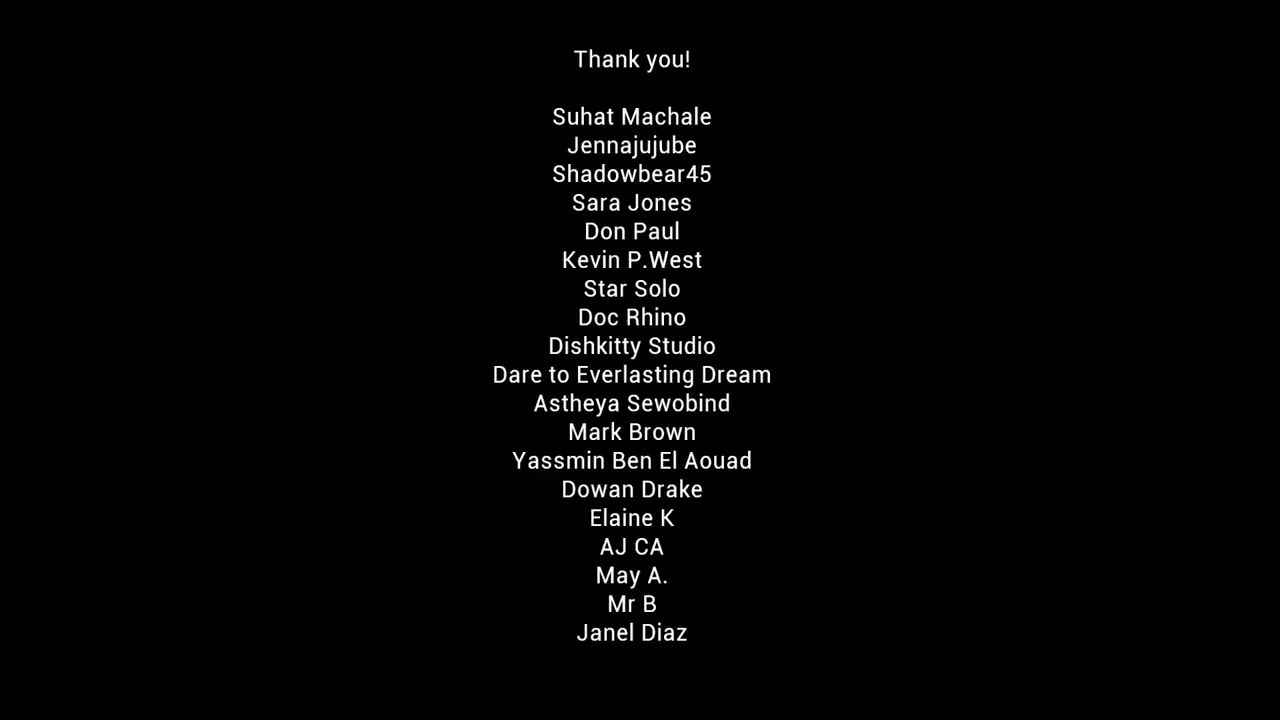 Thank you!
Suhat Machale
Jennajujube
Shadowbear45
Sara Jones
Don Paul
Kevin P.West
Star Solo
Doc Rhino
Dishkitty Studio
Dare to Everlasting Dream
Astheya Sewobind
Mark Brown
Yassmin Ben El Aouad
Dowan Drake
Elaine K
AJ CA
May A.
Mr B
Janel Diaz